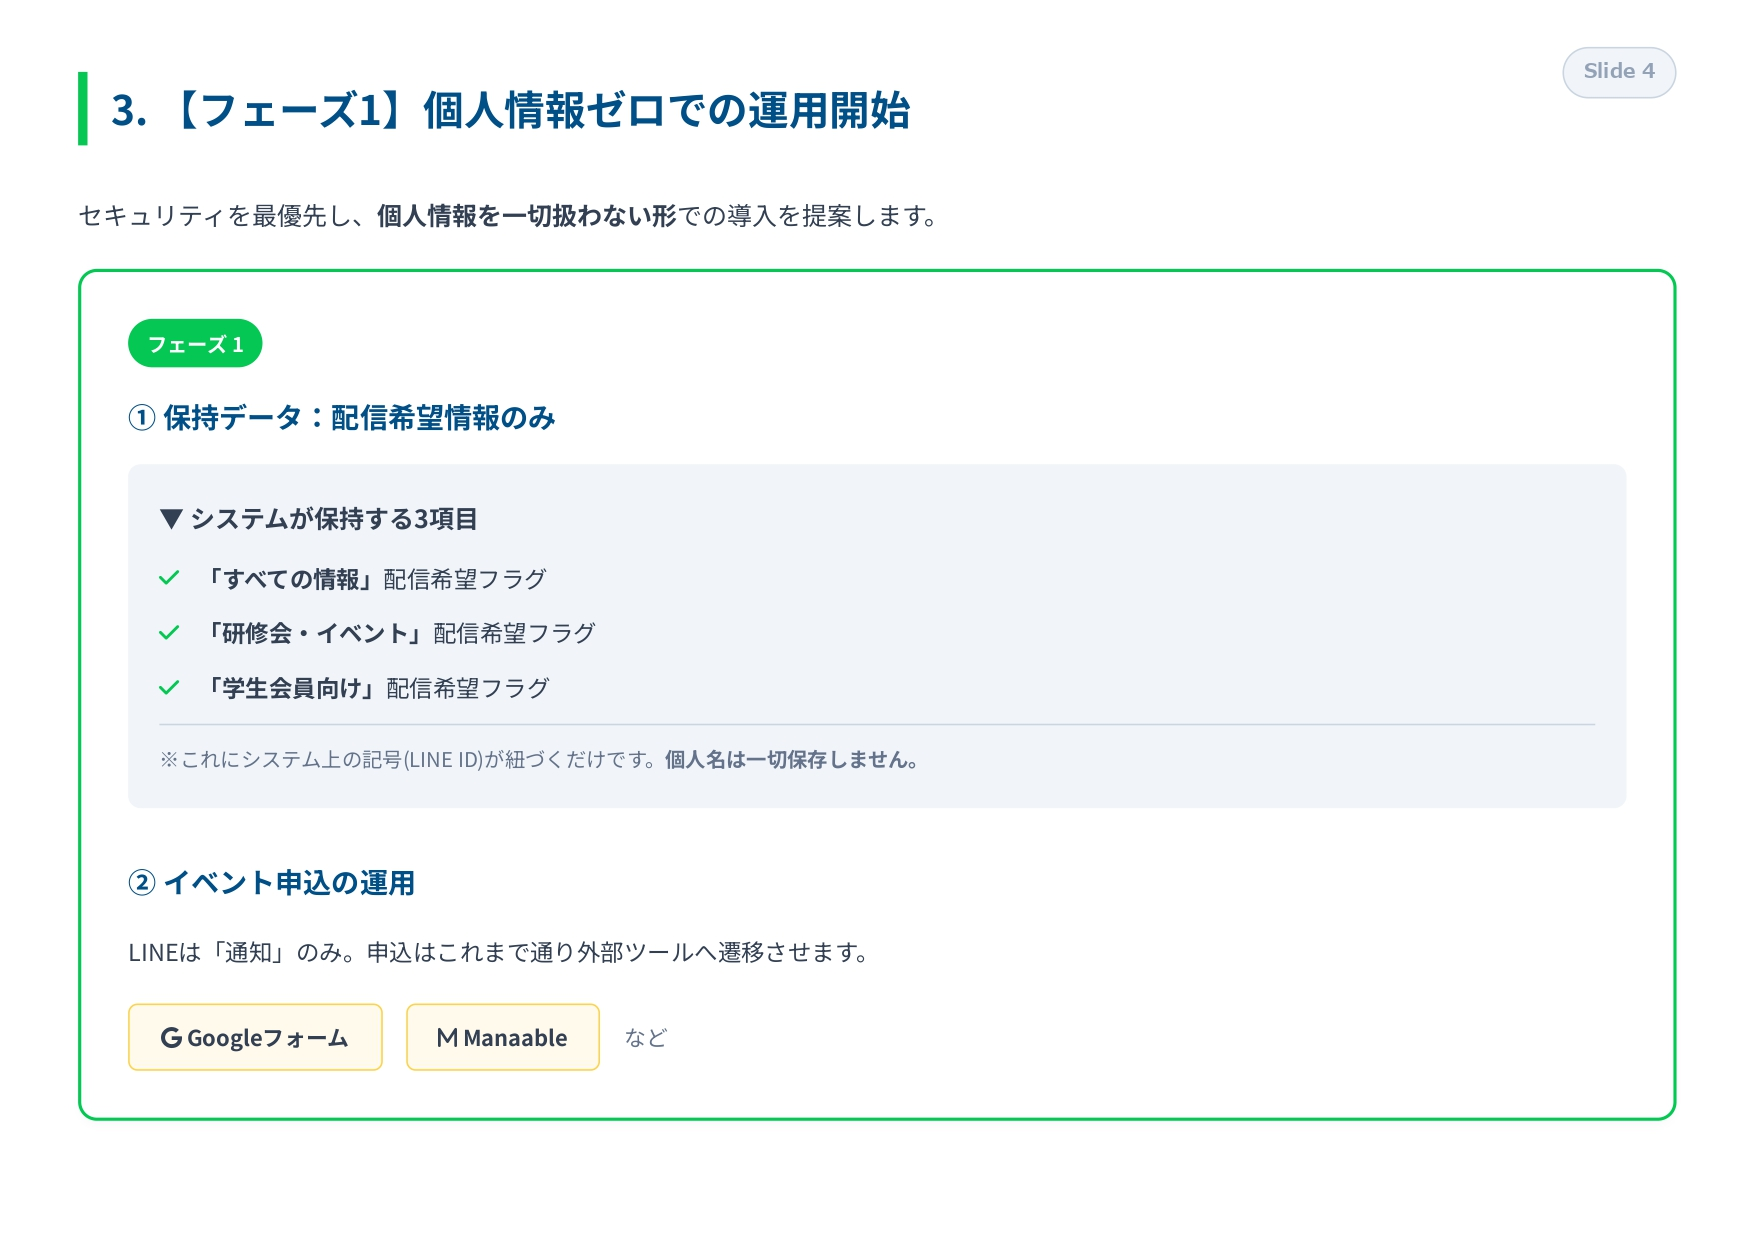 Slide 4
3. 【フェーズ1】個人情報ゼロでの運用開始
セキュリティを最優先し、個人情報を一切扱わない形での導入を提案します。
フェーズ 1
① 保持データ：配信希望情報のみ
▼ システムが保持する3項目
「すべての情報」配信希望フラグ
「研修会・イベント」配信希望フラグ
「学生会員向け」配信希望フラグ
※これにシステム上の記号(LINE ID)が紐づくだけです。個人名は一切保存しません。
② イベント申込の運用
LINEは「通知」のみ。申込はこれまで通り外部ツールへ遷移させます。
G Googleフォーム M Manaable など